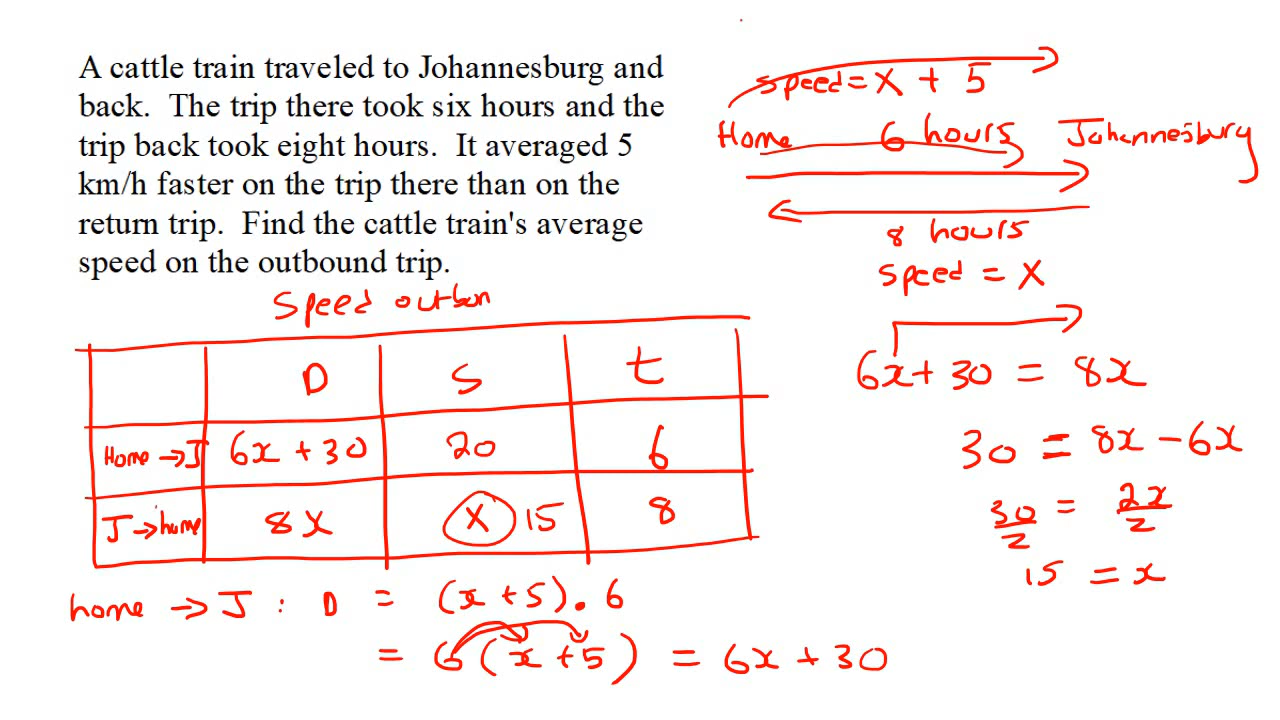 A cattle train traveled to Johannesburg and
back. The trip there took six hours and the
trip back took eight hours. It averaged 5
km/h faster on the trip there than on the
return trip. Find the cattle train's average
speed on the outbound trip.
speed = x + 5
Home 6 hours Johannesburg
8 hours
speed = x
Speed outbon
D S t
Home → J 6x + 30 20 6
J → home 8x x 15 8
6x + 30 = 8x
30 = 8x - 6x
30/2 = 2x/2
15 = x
home → J : D = (x + 5) . 6
= 6 (x + 5) = 6x + 30